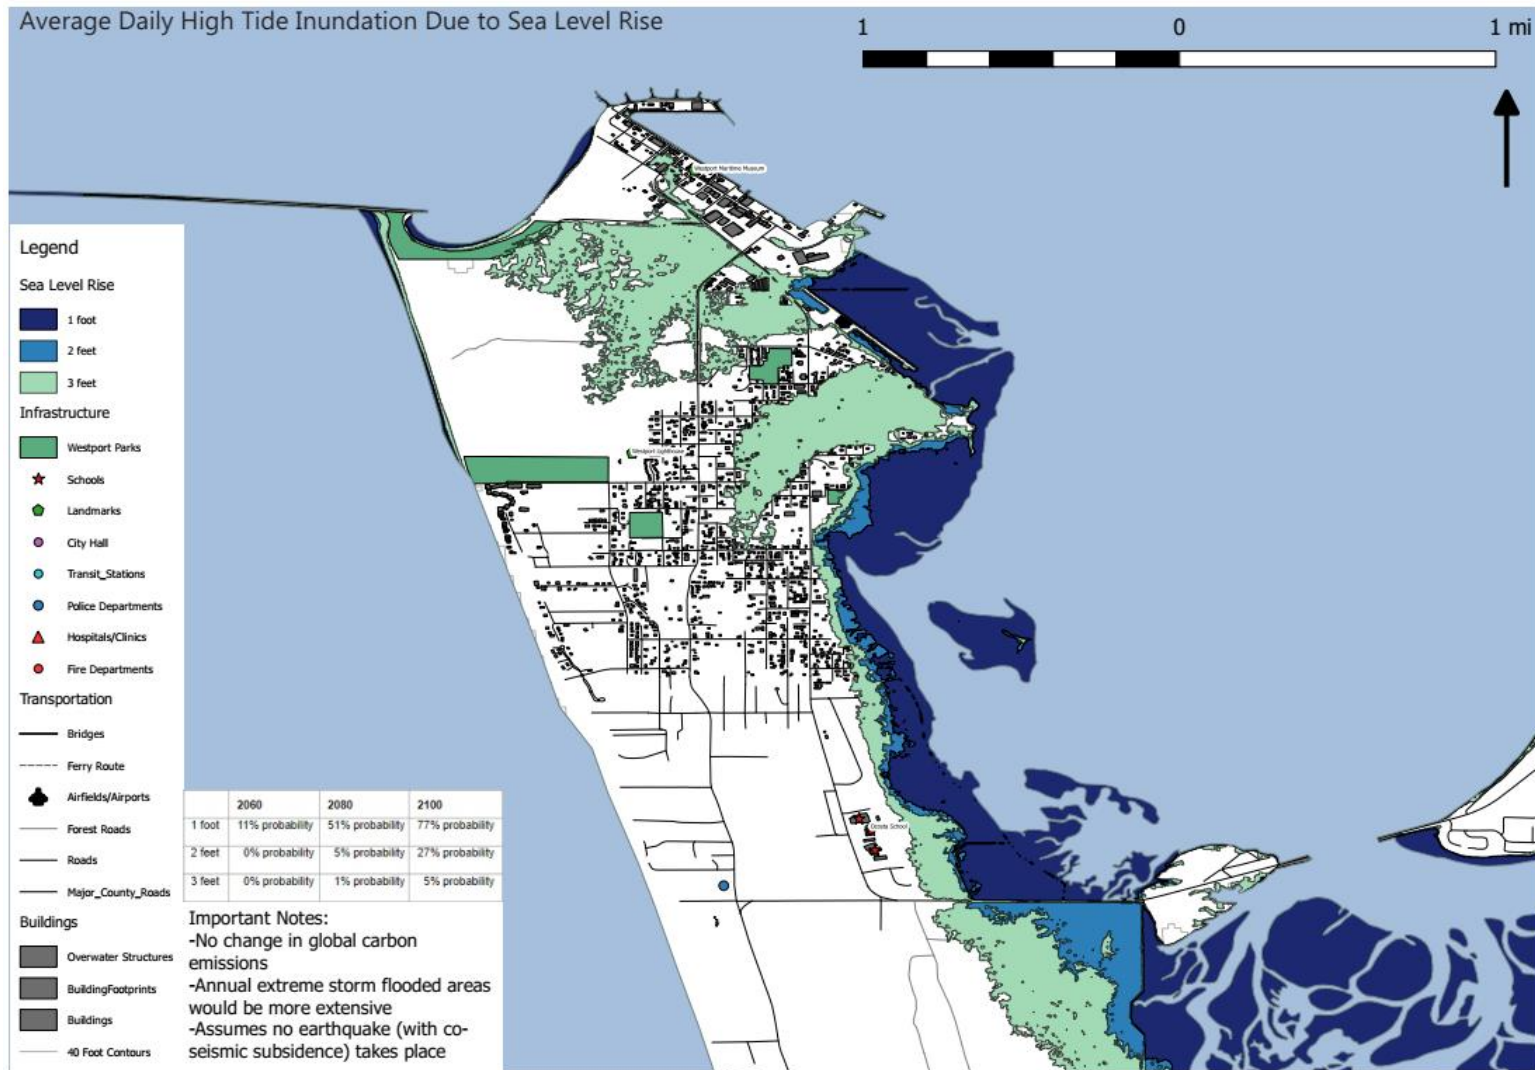 Average Daily High Tide Inundation Due to Sea Level Rise
1 0 1 mi
Westport Maritime Museum
Westport Lighthouse
Ocosta School
Legend
Sea Level Rise
1 foot
2 feet
3 feet
Infrastructure
Westport Parks
Schools
Landmarks
City Hall
Transit_Stations
Police Departments
Hospitals/Clinics
Fire Departments
Transportation
Bridges
Ferry Route
Airfields/Airports
Forest Roads
Roads
Major_County_Roads
Buildings
Overwater Structures
BuildingFootprints
Buildings
40 Foot Contours
2060 2080 2100
1 foot 11% probability 51% probability 77% probability
2 feet 0% probability 5% probability 27% probability
3 feet 0% probability 1% probability 5% probability
Important Notes:
-No change in global carbon
emissions
-Annual extreme storm flooded areas
would be more extensive
-Assumes no earthquake (with co-
seismic subsidence) takes place